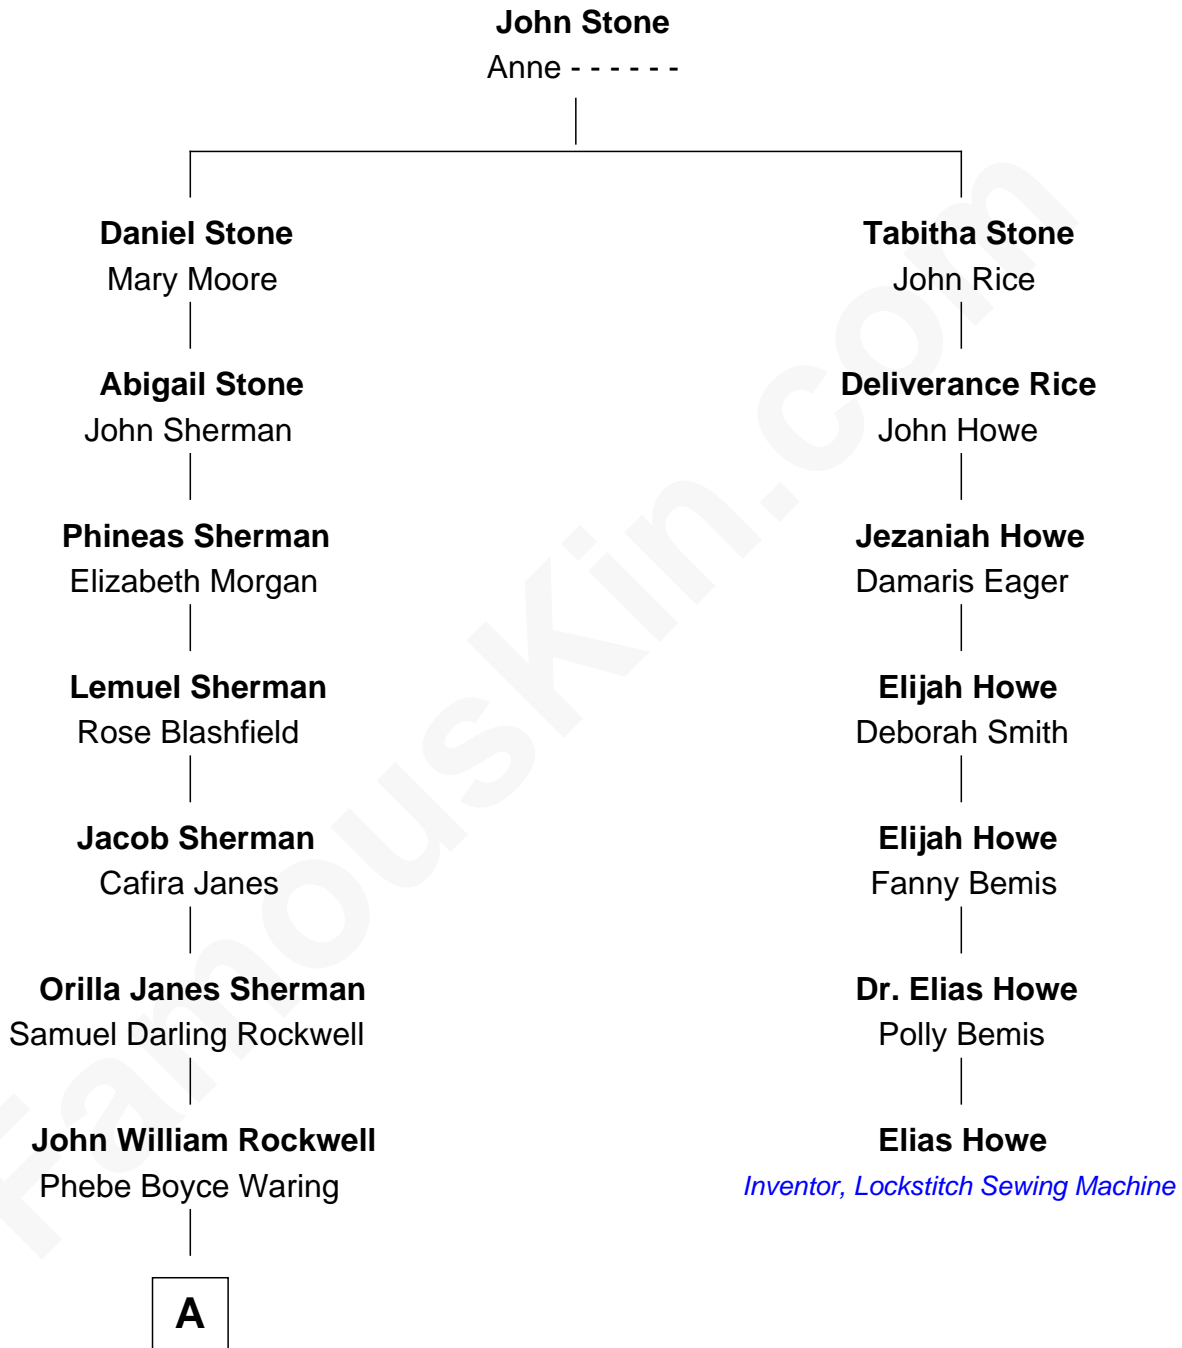 John Stone
Anne - - - - - -
Daniel Stone
Mary Moore
Tabitha Stone
John Rice
Abigail Stone
John Sherman
Deliverance Rice
John Howe
Phineas Sherman
Elizabeth Morgan
Jezaniah Howe
Damaris Eager
Lemuel Sherman
Rose Blashfield
Elijah Howe
Deborah Smith
Jacob Sherman
Cafira Janes
Elijah Howe
Fanny Bemis
Orilla Janes Sherman
Samuel Darling Rockwell
Dr. Elias Howe
Polly Bemis
John William Rockwell
Phebe Boyce Waring
Elias Howe
Inventor, Lockstitch Sewing Machine
A
FamousKin.com